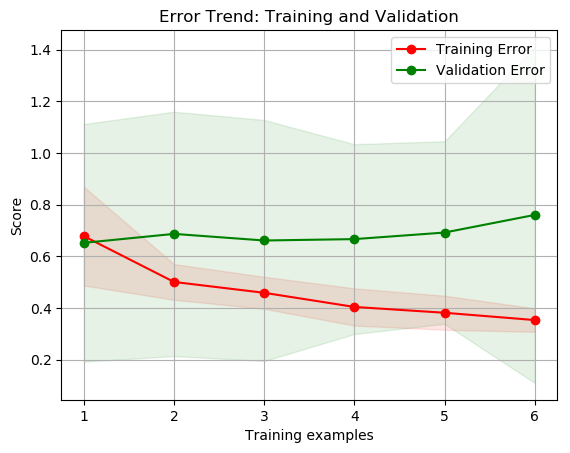 Error Trend: Training and Validation
Training Error
Validation Error
Score
1.4
1.2
1.0
0.8
0.6
0.4
0.2
1 2 3 4 5 6
Training examples